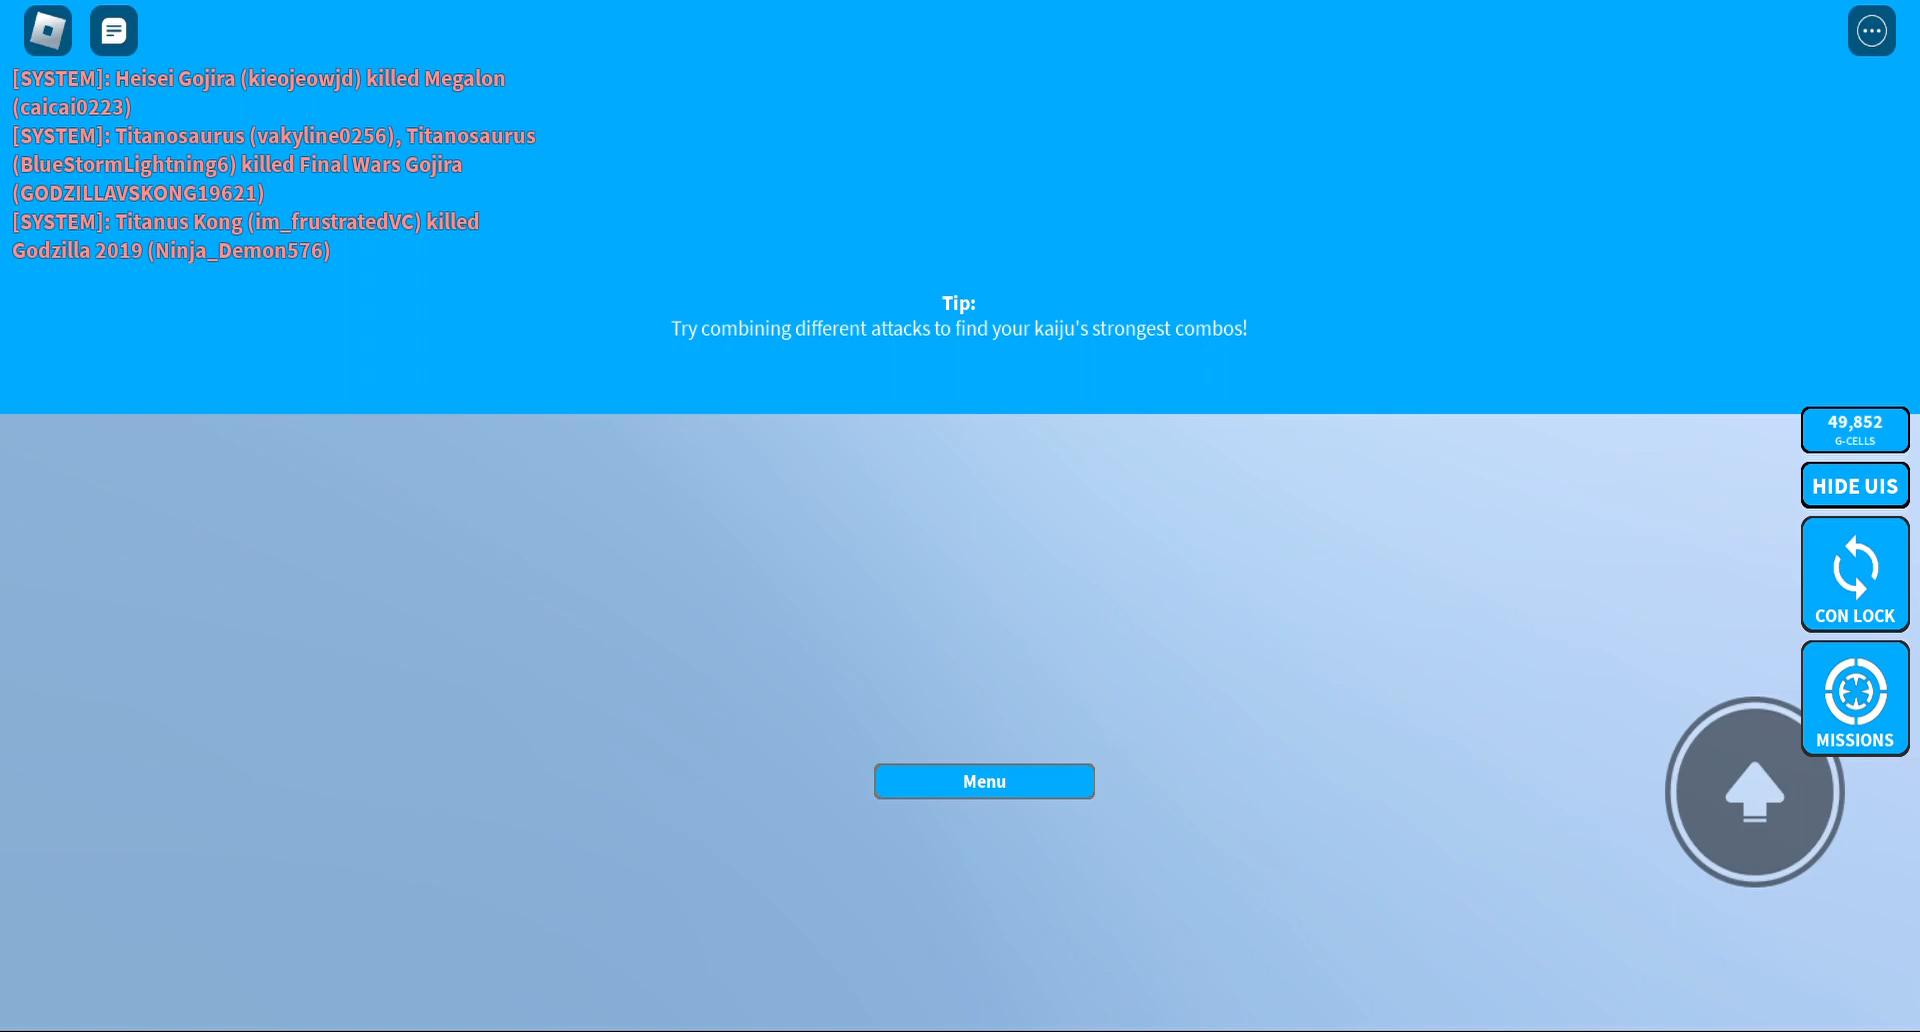 [SYSTEM]: Heisei Gojira (kieojeowjd) killed Megalon
(caicai0223)
[SYSTEM]: Titanosaurus (vakyline0256), Titanosaurus
(BlueStormLightning6) killed Final Wars Gojira
(GODZILLAVSKONG19621)
[SYSTEM]: Titanus Kong (im_frustratedVC) killed
Godzilla 2019 (Ninja_Demon576)
Tip:
Try combining different attacks to find your kaiju's strongest combos!
49,852
G-CELLS
HIDE UIS
CON LOCK
MISSIONS
Menu